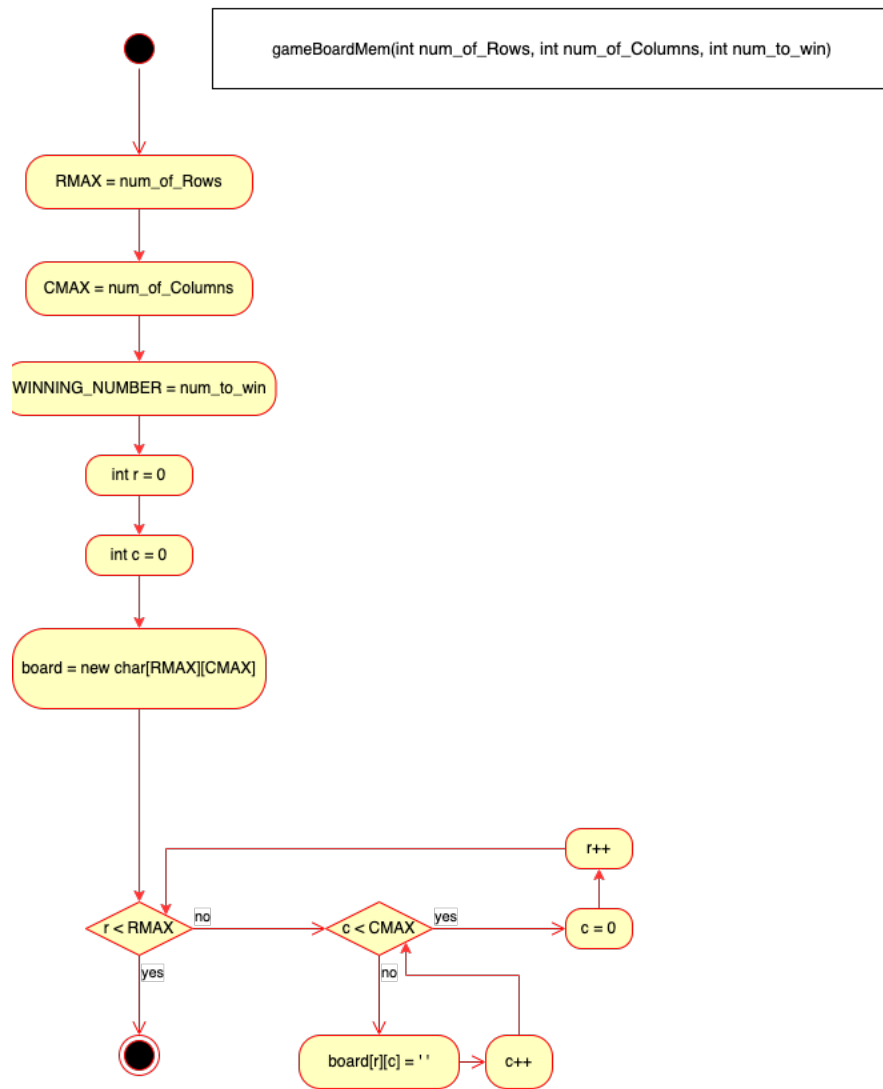 gameBoardMem(int num_of_Rows, int num_of_Columns, int num_to_win)
RMAX = num_of_Rows
CMAX = num_of_Columns
WINNING_NUMBER = num_to_win
int r = 0
int c = 0
board = new char[RMAX][CMAX]
r++
r < RMAX
no
c < CMAX
yes
c = 0
yes
no
board[r][c] = ' '
c++